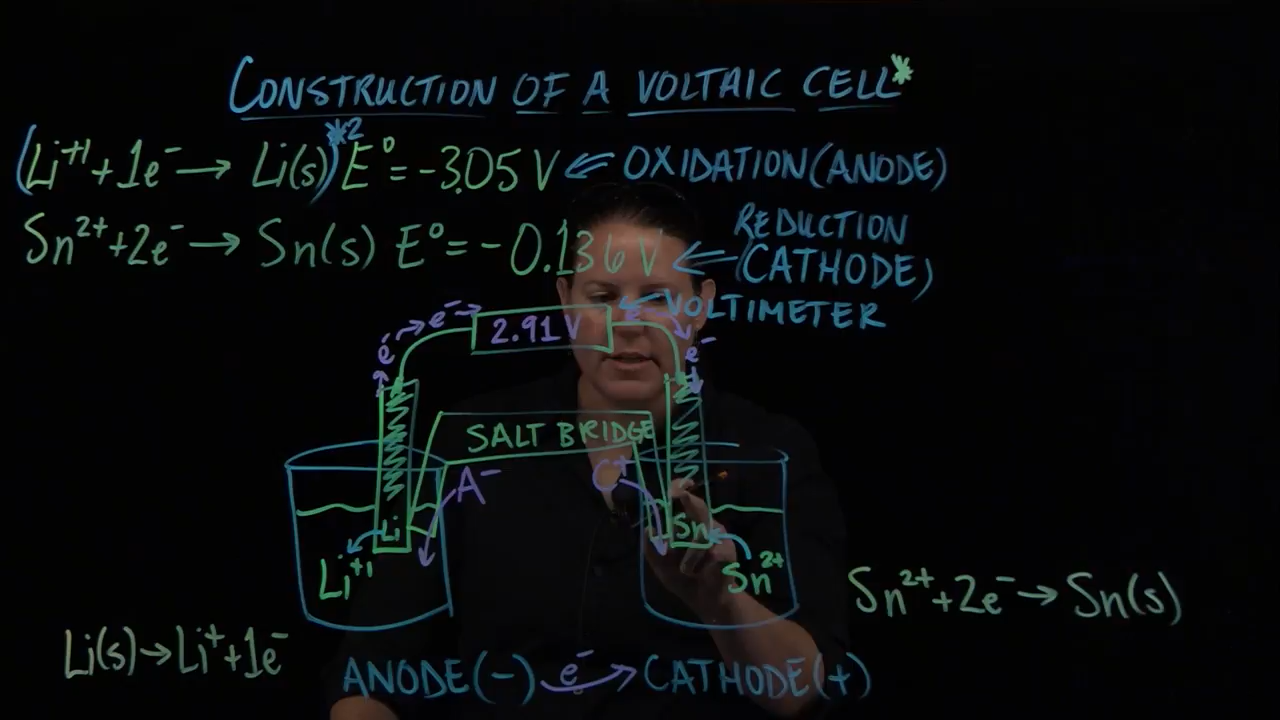 CONSTRUCTION OF A VOLTAIC CELL*
(Li⁺¹+1e⁻→ Li(s))*2 E°=-3.05 V ⇐ OXIDATION(ANODE)
Sn²⁺+2e⁻→ Sn(s) E°=-0.136 V ⇐ REDUCTION (CATHODE)
← VOLTIMETER
e⁻ → e⁻ → 2.91 V e⁻ e⁻
SALT BRIDGE
A⁻ C⁺
Li Sn
Li⁺¹ Sn²⁺
Sn²⁺+2e⁻→ Sn(s)
Li(s)→Li⁺+1e⁻
ANODE(-) e⁻→ CATHODE(+)